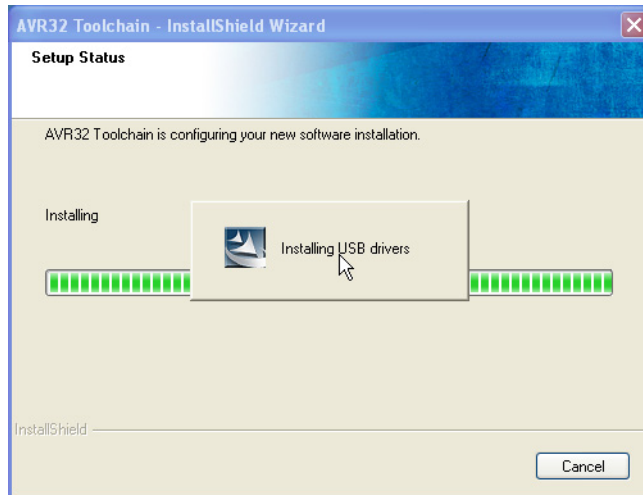 AVR32 Toolchain - InstallShield Wizard
Setup Status
AVR32 Toolchain is configuring your new software installation.
Installing
Installing USB drivers
InstallShield
Cancel